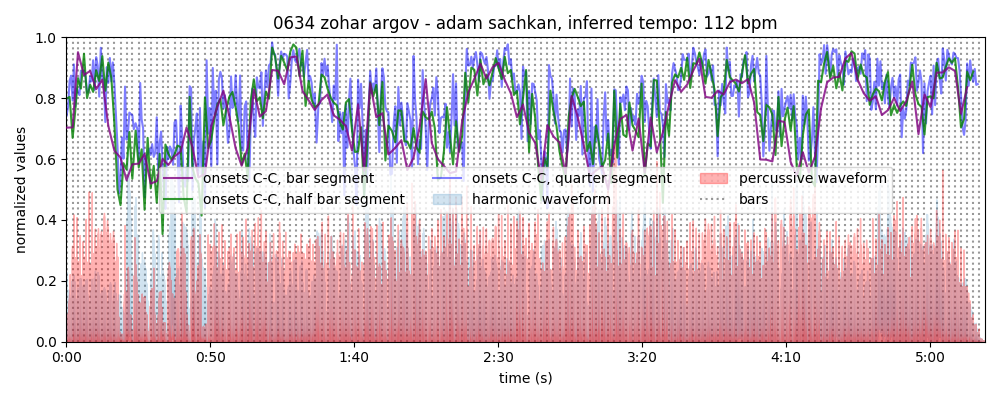 0634 zohar argov - adam sachkan, inferred tempo: 112 bpm
normalized values
1.0
0.8
0.6
0.4
0.2
0.0
onsets C-C, bar segment
onsets C-C, half bar segment
onsets C-C, quarter segment
harmonic waveform
percussive waveform
bars
0:00 0:50 1:40 2:30 3:20 4:10 5:00
time (s)